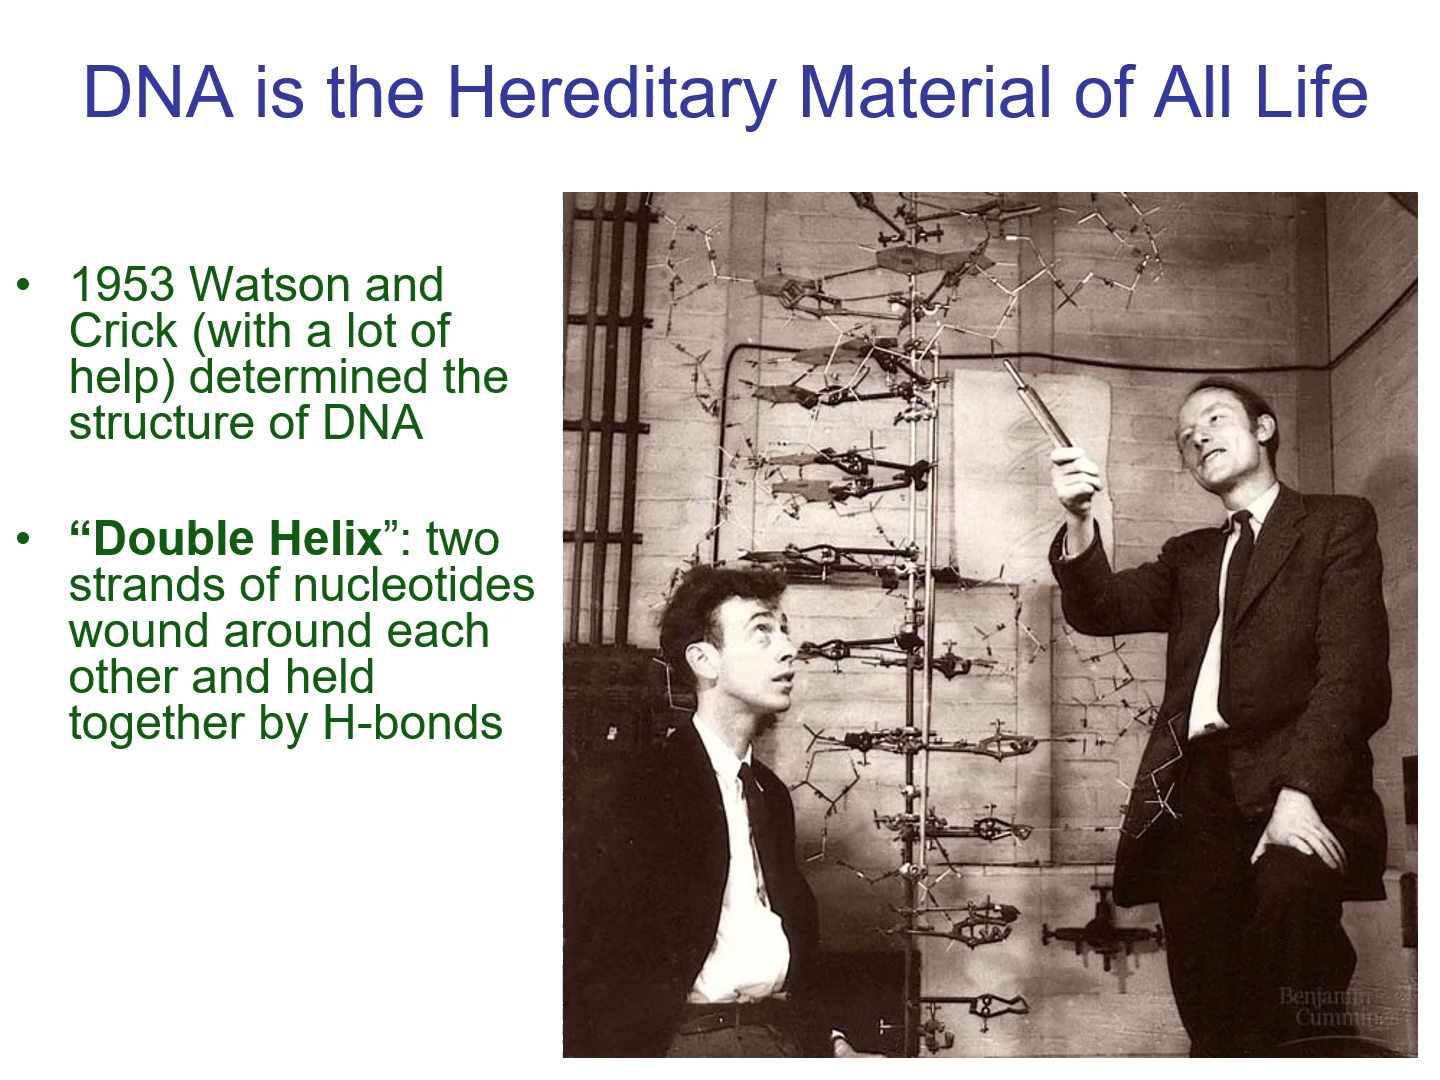 DNA is the Hereditary Material of All Life
• 1953 Watson and
Crick (with a lot of
help) determined the
structure of DNA
• “Double Helix”: two
strands of nucleotides
wound around each
other and held
together by H-bonds
Benjamin
Cummings